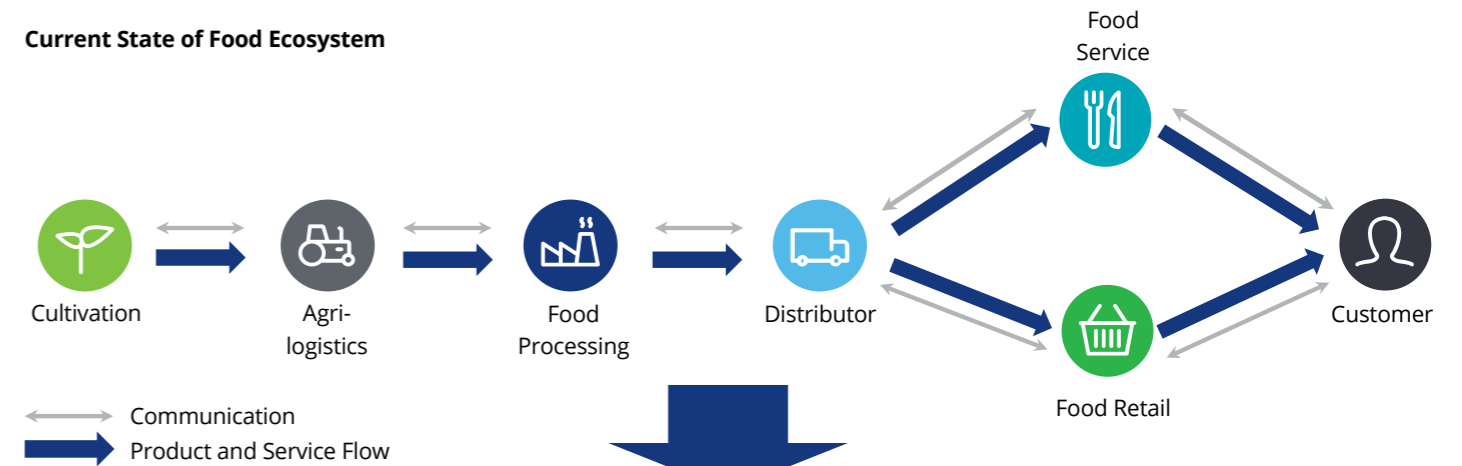 Current State of Food Ecosystem
Food
Service
Cultivation
Agri-
logistics
Food
Processing
Distributor
Customer
Food Retail
Communication
Product and Service Flow